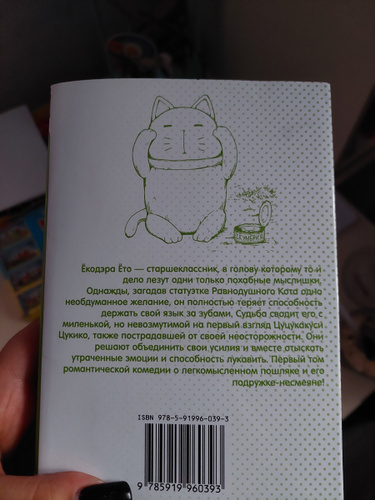 Ёкодэра Ёто — старшеклассник, в голову которому то и
дело лезут одни только похабные мыслишки.
Однажды, загадав статуэтке Равнодушного Кота одно
необдуманное желание, он полностью теряет способность
держать свой язык за зубами. Судьба сводит его с
миленькой, но невозмутимой на первый взгляд Цуцукакуси
Цукико, также пострадавшей от своей неосторожности. Они
решают объединить свои усилия и вместе отыскать
утраченные эмоции и способность лукавить. Первый том
романтической комедии о легкомысленном пошляке и его
подружке-несмеяне!
ISBN 978-5-91996-039-3
9 785919 960393